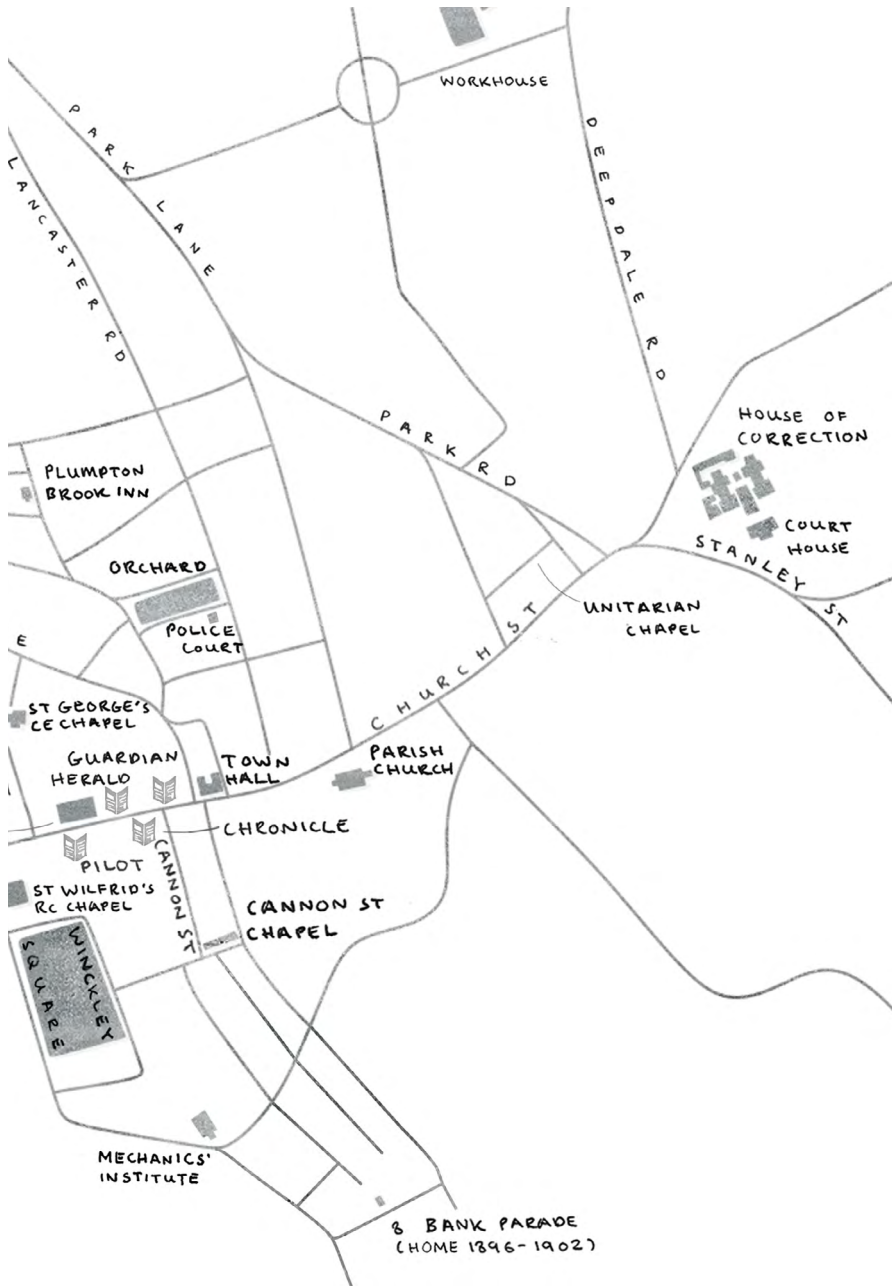 WORKHOUSE
PARK LANE
LANCASTER RD
DEEPDALE RD
PARK RD
HOUSE OF
CORRECTION
PLUMPTON
BROOK INN
COURT
HOUSE
STANLEY ST
ORCHARD
POLICE
COURT
UNITARIAN
CHAPEL
CHURCH ST
E
ST GEORGE'S
CE CHAPEL
GUARDIAN
HERALD
TOWN
HALL
PARISH
CHURCH
CHRONICLE
PILOT
CANNON ST
ST WILFRID'S
RC CHAPEL
CANNON ST
CHAPEL
WINCKLEY
SQUARE
MECHANICS'
INSTITUTE
8 BANK PARADE
(HOME 1896-1902)